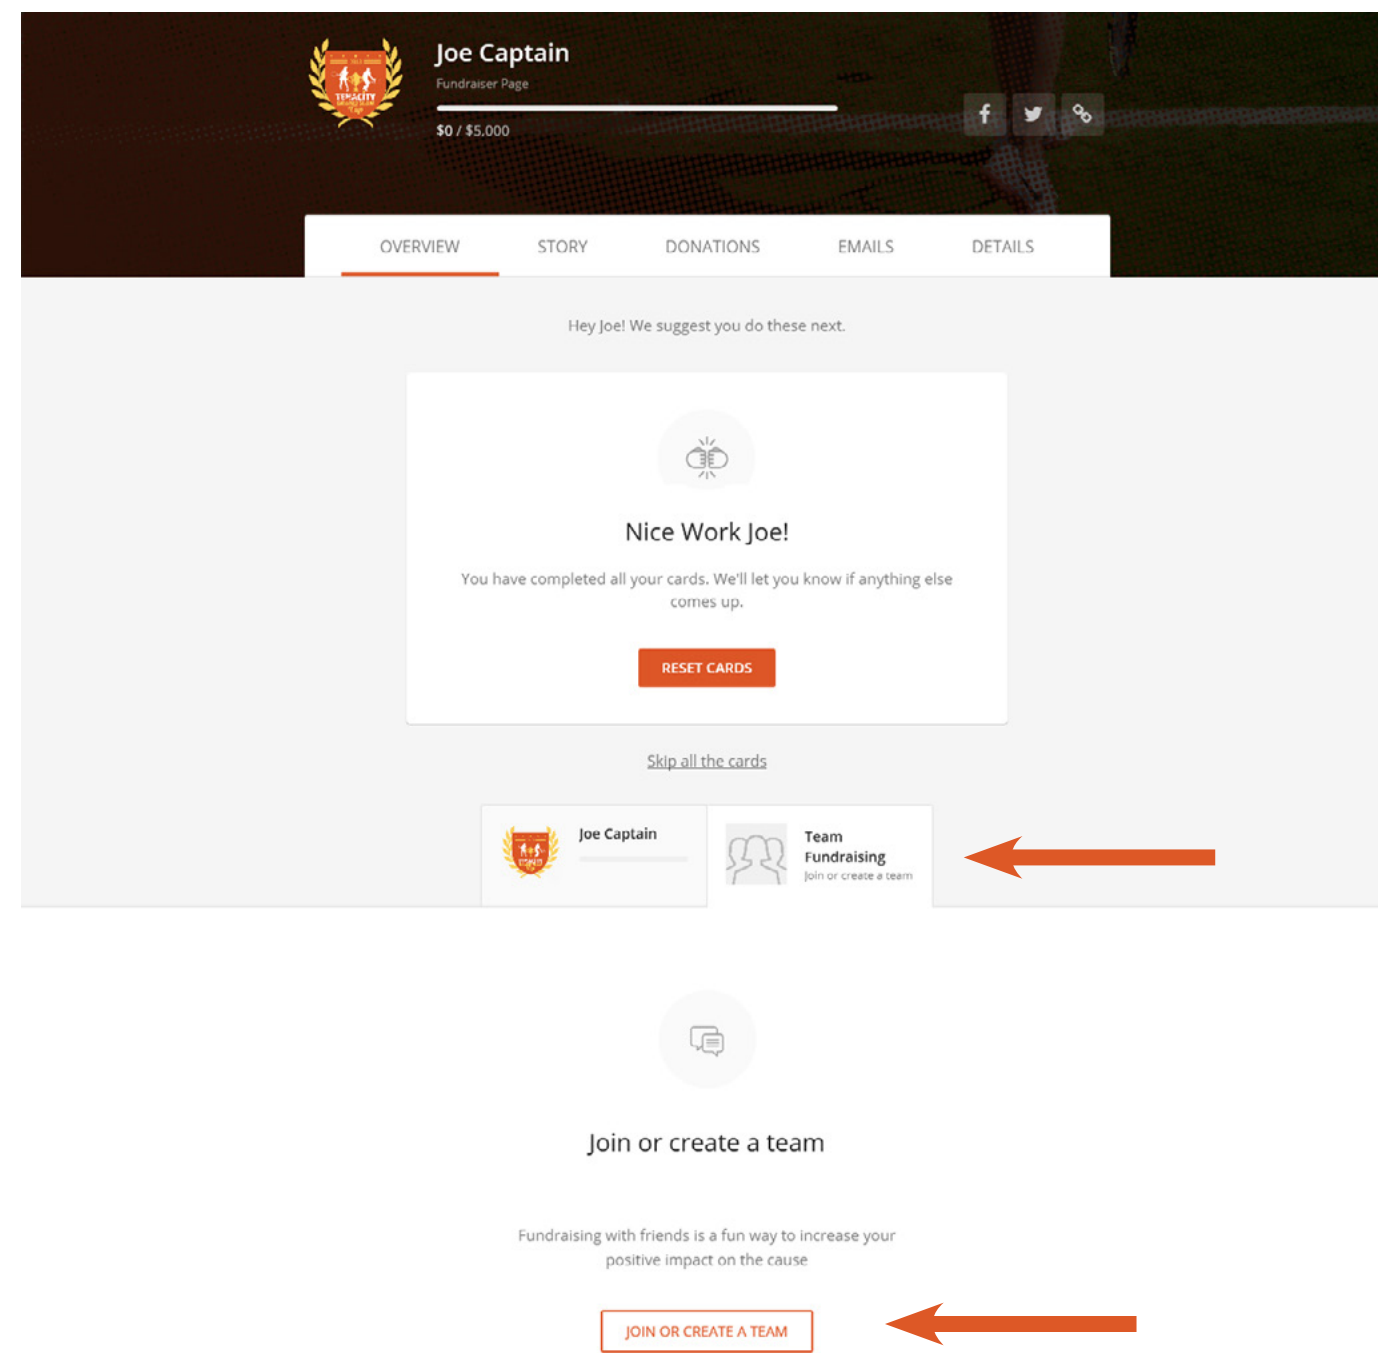 TENACITY
Joe Captain
Fundraiser Page
$0 / $5,000
OVERVIEW STORY DONATIONS EMAILS DETAILS
Hey Joe! We suggest you do these next.
Nice Work Joe!
You have completed all your cards. We'll let you know if anything else
comes up.
RESET CARDS
Skip all the cards
Joe Captain
Team
Fundraising
Join or create a team
Join or create a team
Fundraising with friends is a fun way to increase your
positive impact on the cause
JOIN OR CREATE A TEAM